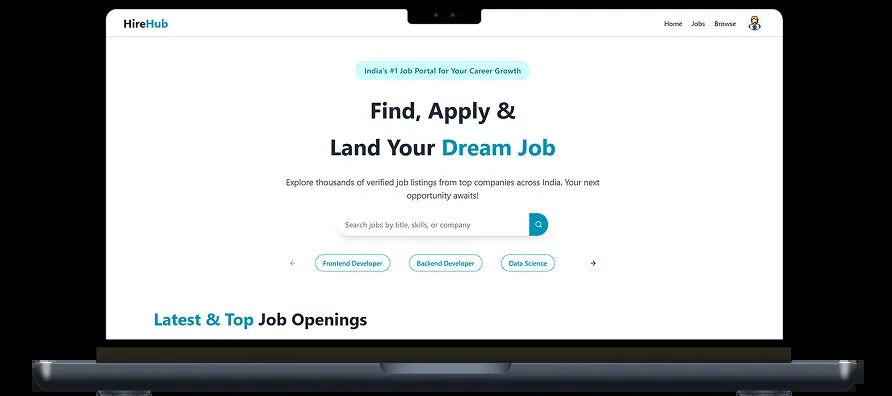 HireHub
Home Jobs Browse
India's #1 Job Portal for Your Career Growth
Find, Apply &
Land Your Dream Job
Explore thousands of verified job listings from top companies across India. Your next
opportunity awaits!
Search jobs by title, skills, or company
Frontend Developer Backend Developer Data Science
Latest & Top Job Openings